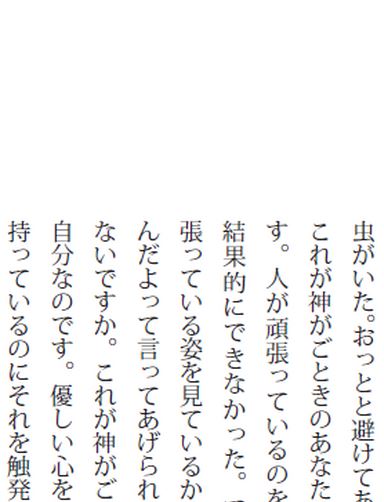 虫がいた。おっとと避けてあ
これが神がごときのあなた
す。人が頑張っているのを
結果的にできなかった。
張っている姿を見ているか
んだよって言ってあげられ
ないですか。これが神がご
自分なのです。優しい心を
持っているのにそれを触発